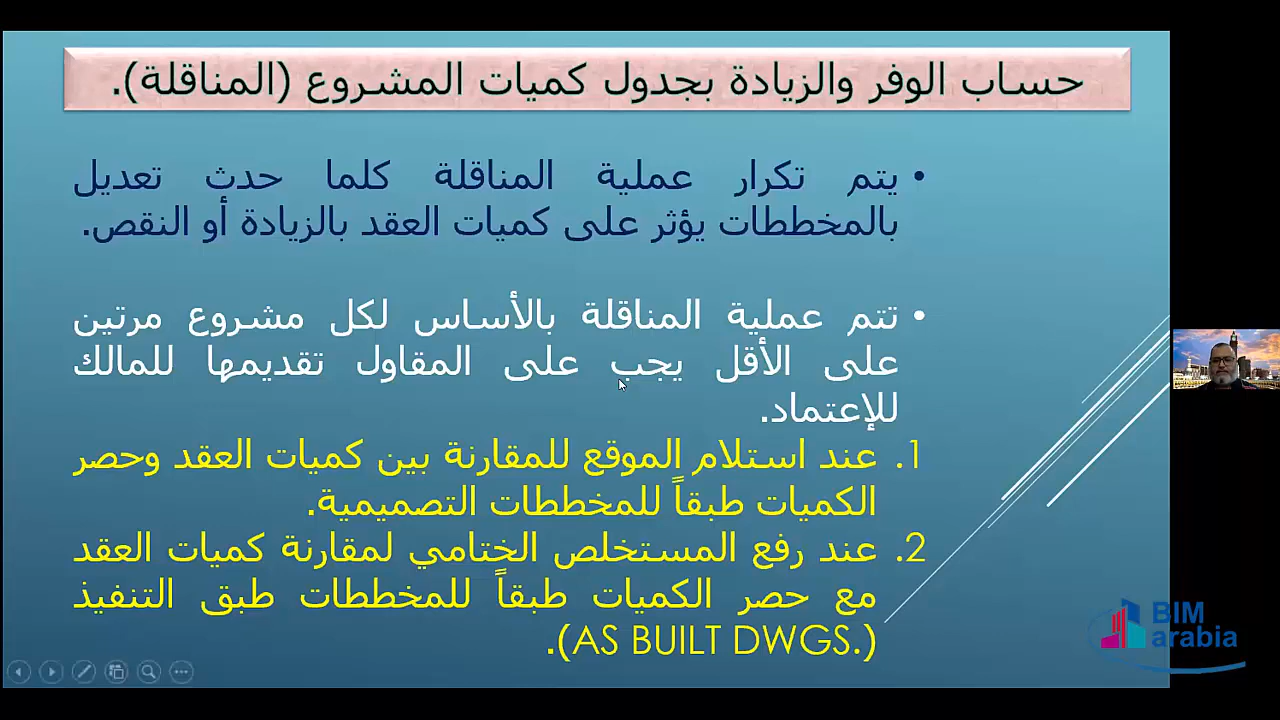 حساب الوفر والزيادة بجدول كميات المشروع (المناقلة).
• يتم تكرار عملية المناقلة كلما حدث تعديل
بالمخططات يؤثر على كميات العقد بالزيادة أو النقص.
• تتم عملية المناقلة بالأساس لكل مشروع مرتين
على الأقل يجب على المقاول تقديمها للمالك
للإعتماد.
1. عند استلام الموقع للمقارنة بين كميات العقد وحصر
الكميات طبقاً للمخططات التصميمية.
2. عند رفع المستخلص الختامي لمقارنة كميات العقد
مع حصر الكميات طبقاً للمخططات طبق التنفيذ
(AS BUILT DWGS.).
BIM
arabia